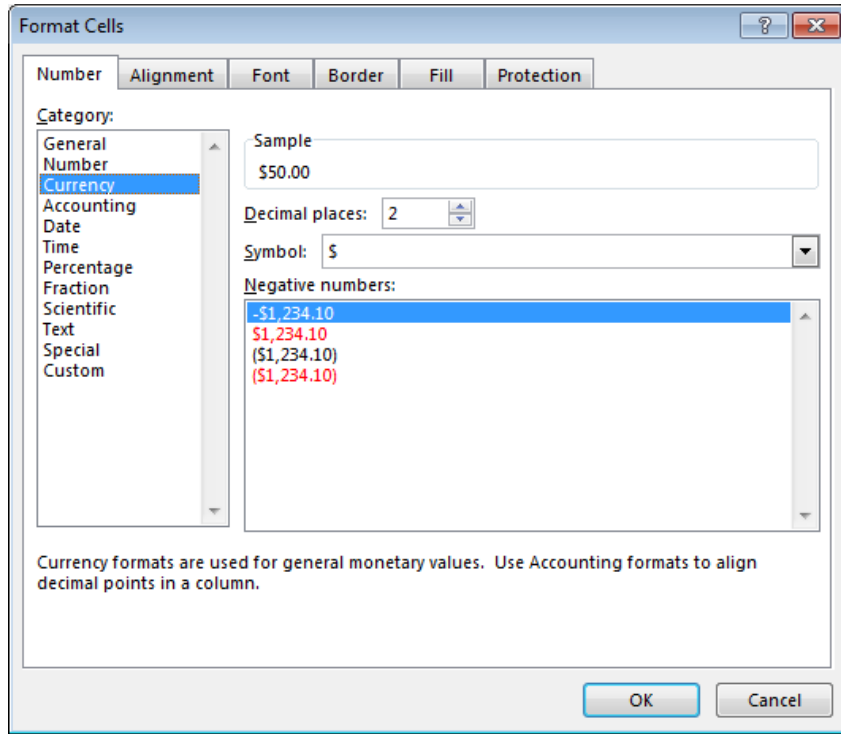 Format Cells
Number Alignment Font Border Fill Protection
Category:
General
Number
Currency
Accounting
Date
Time
Percentage
Fraction
Scientific
Text
Special
Custom
Sample
$50.00
Decimal places: 2
Symbol: $
Negative numbers:
-$1,234.10
$1,234.10
($1,234.10)
($1,234.10)
Currency formats are used for general monetary values.  Use Accounting formats to align
decimal points in a column.
OK Cancel